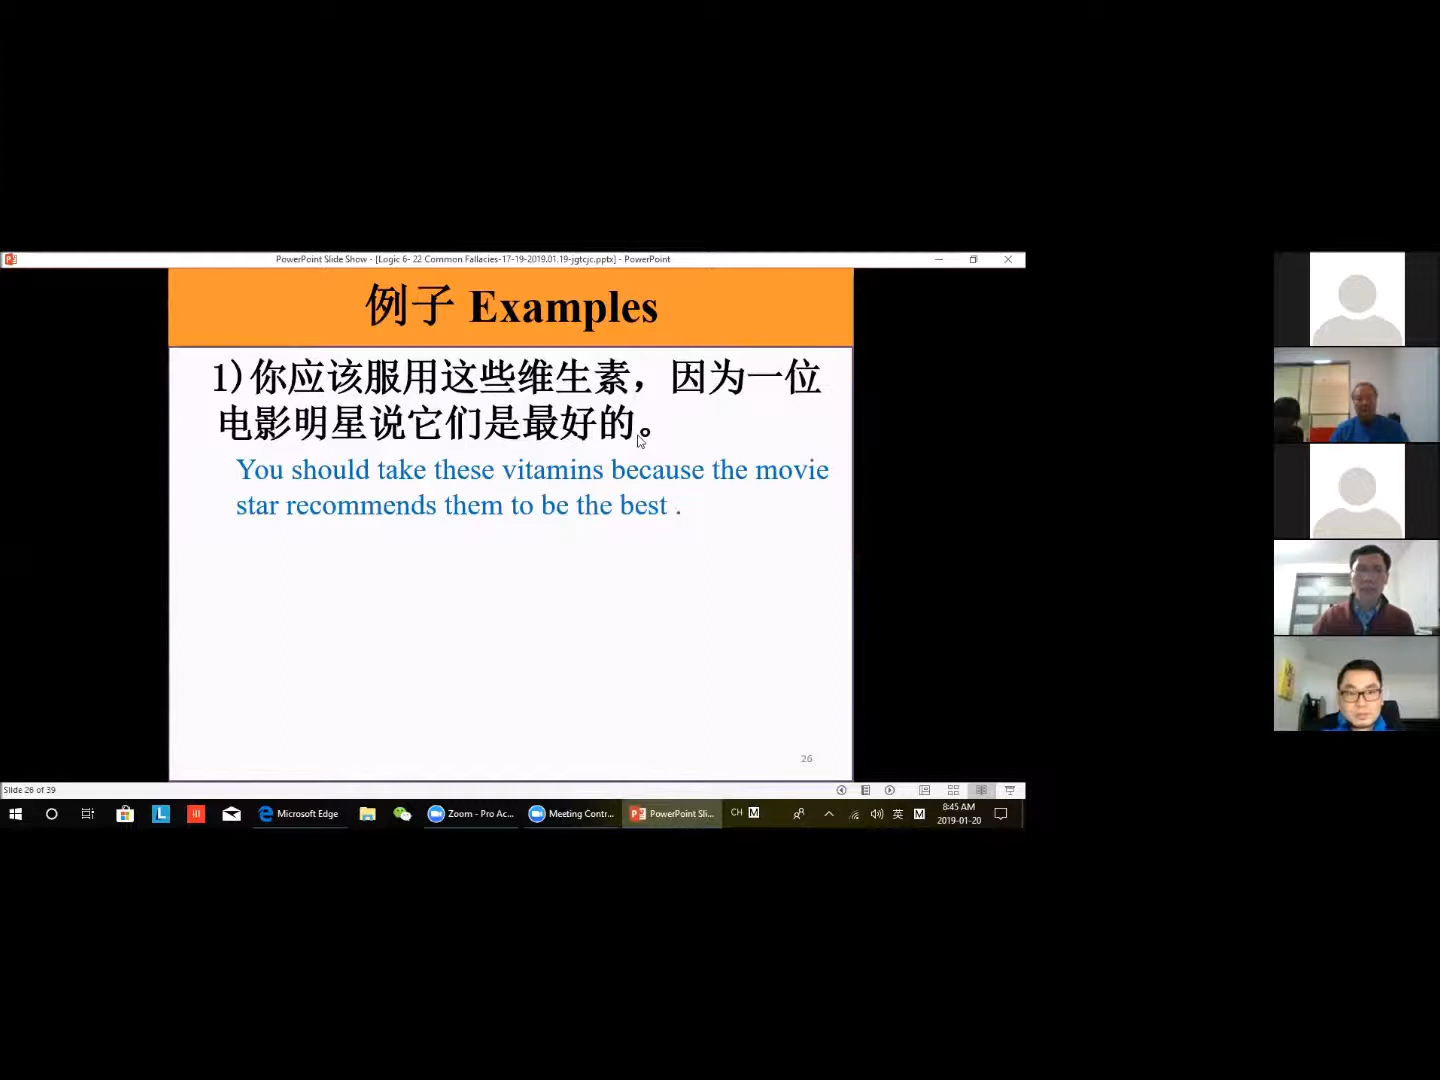 PowerPoint Slide Show - [Logic 6- 22 Common Fallacies-17-19-2019.01.19-jgtcjc.pptx] - PowerPoint
例子 Examples
1)你应该服用这些维生素，因为一位
电影明星说它们是最好的。
You should take these vitamins because the movie
star recommends them to be the best .
26
Slide 26 of 39
Microsoft Edge
Zoom - Pro Ac...
Meeting Contr...
PowerPoint Sli...
CH M
英 M
8:45 AM
2019-01-20